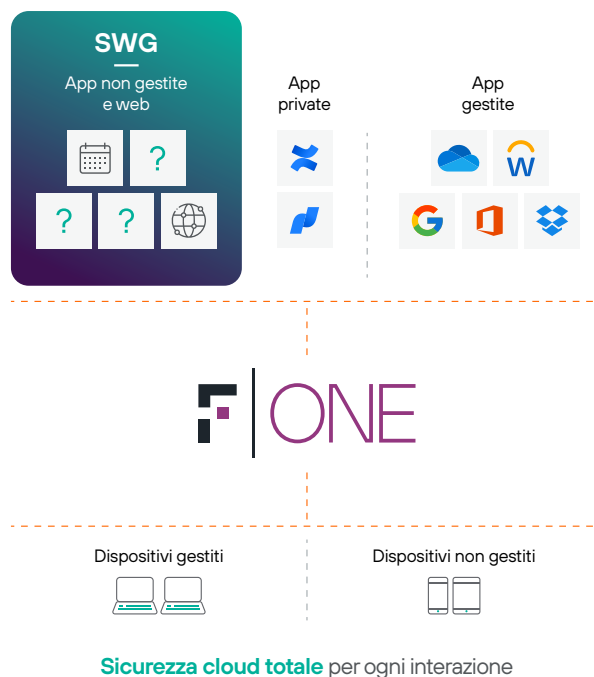 SWG
App non gestite
e web
App
private
App
gestite
?
?
?
W
G
F|ONE
Dispositivi gestiti
Dispositivi non gestiti
Sicurezza cloud totale per ogni interazione